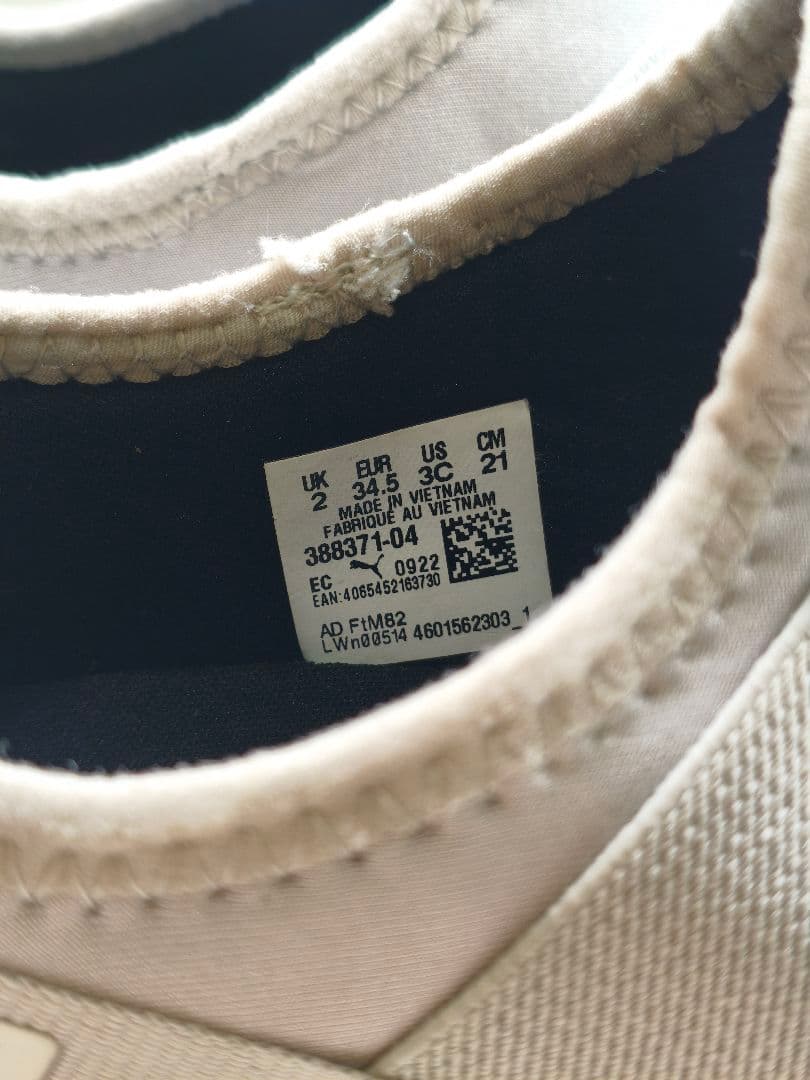 UK EUR US CM
2 34.5 3C 21
MADE IN VIETNAM
FABRIQUÉ AU VIETNAM
388371-04
EC 0922
EAN:4065452163730
AD FtM82
LWn00514 4601562303_1